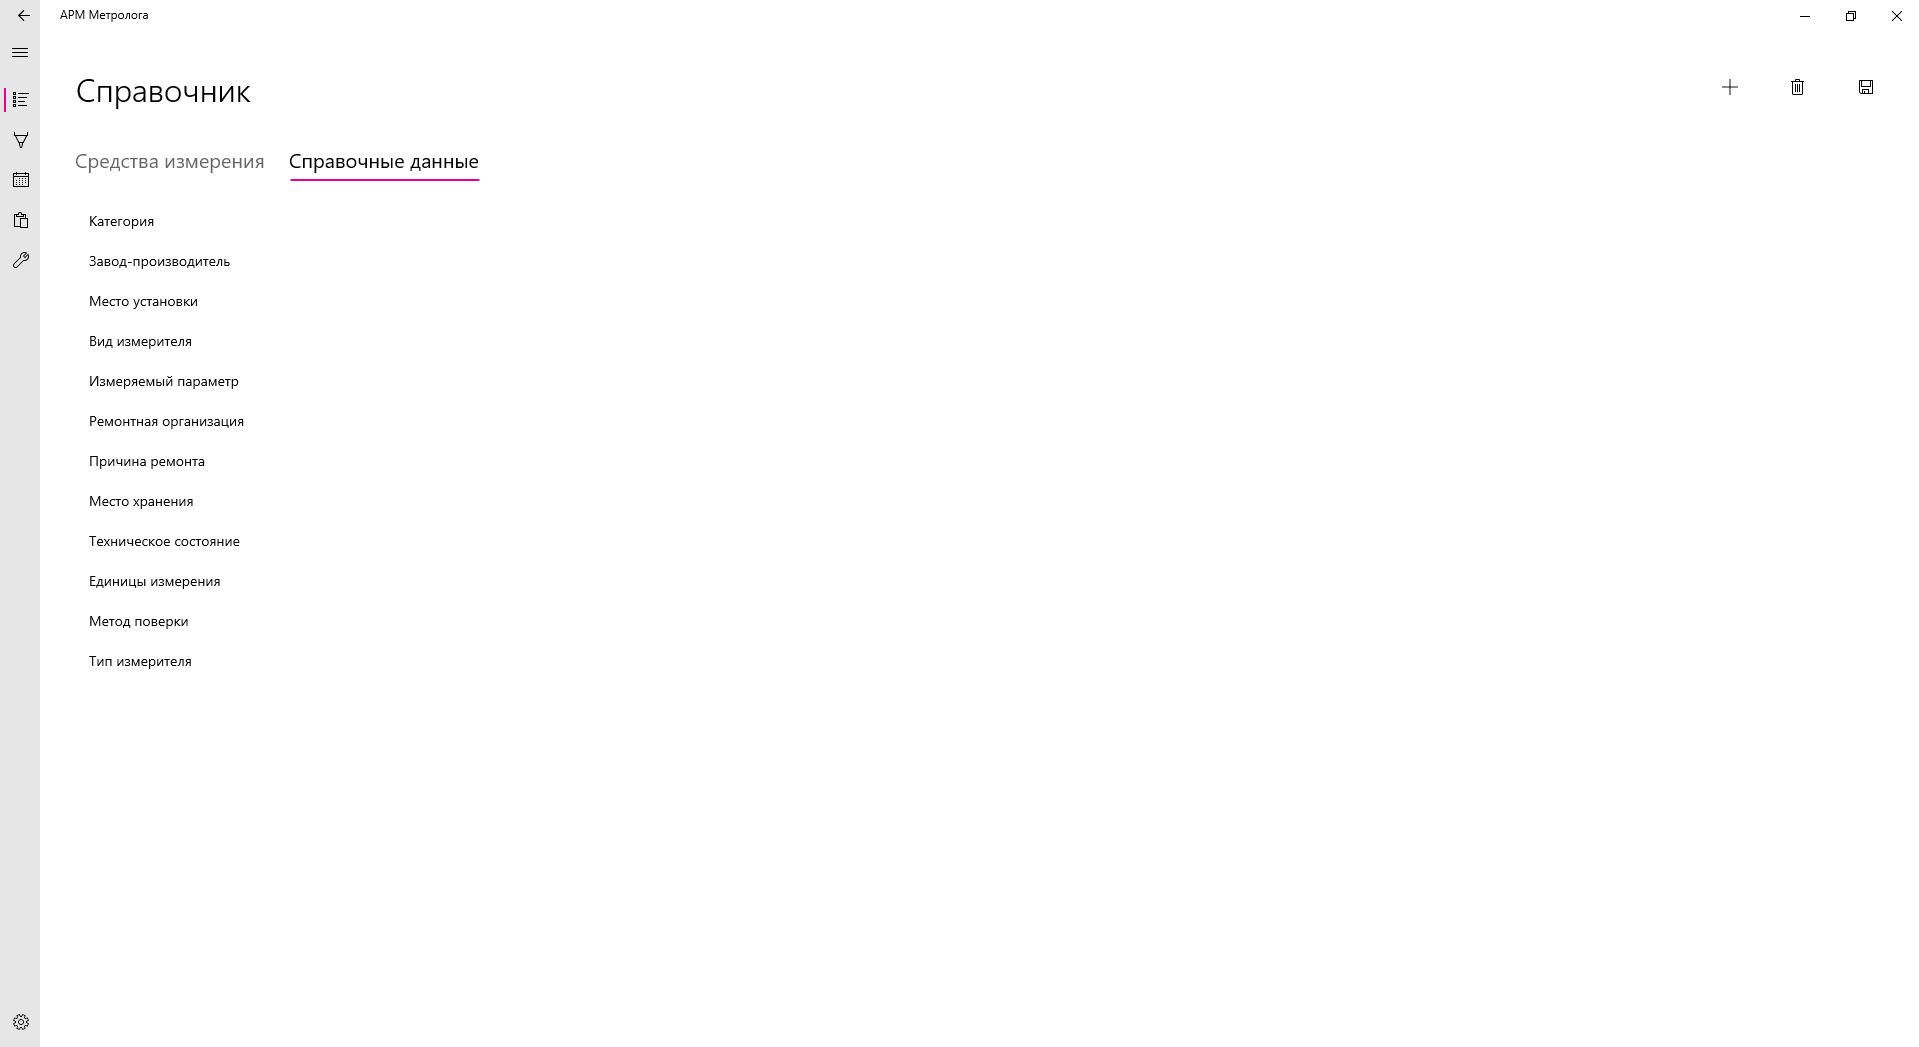 АРМ Метролога
Справочник
Средства измерения
Справочные данные
Категория
Завод-производитель
Место установки
Вид измерителя
Измеряемый параметр
Ремонтная организация
Причина ремонта
Место хранения
Техническое состояние
Единицы измерения
Метод поверки
Тип измерителя